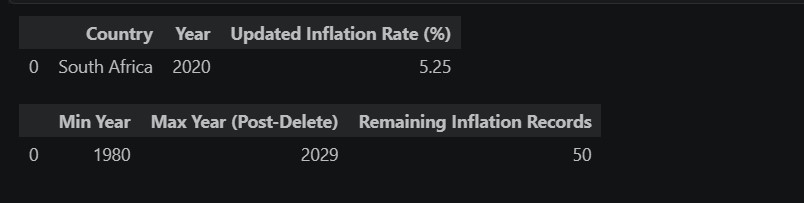 Country Year Updated Inflation Rate (%)
0 South Africa 2020 5.25
Min Year Max Year (Post-Delete) Remaining Inflation Records
0 1980 2029 50